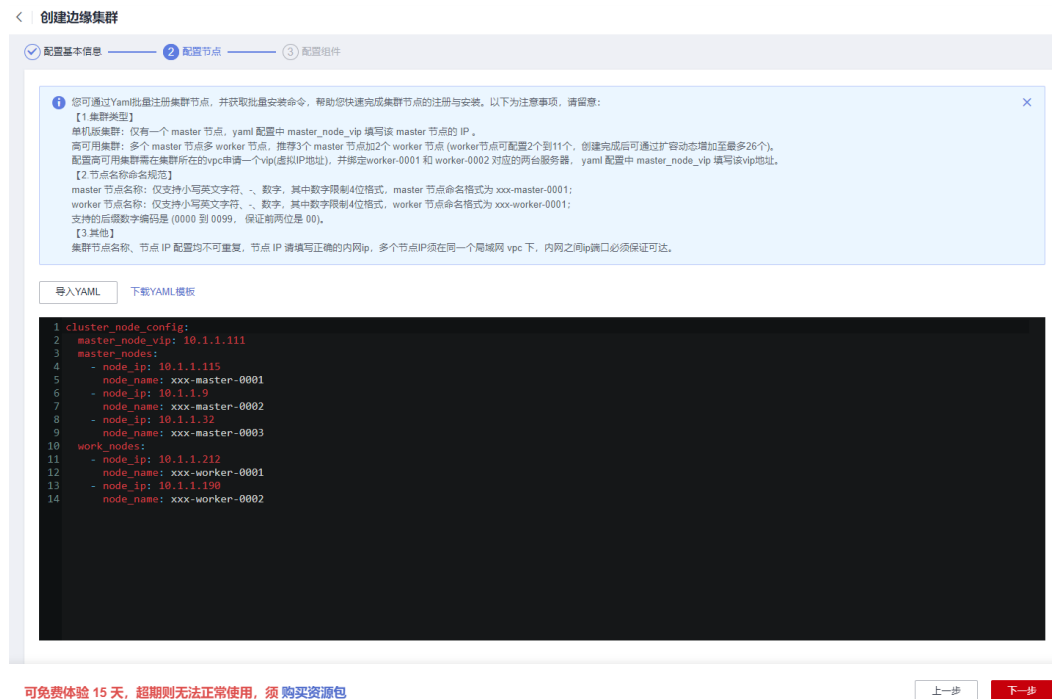 创建边缘集群
配置基本信息 2 配置节点 3 配置组件
您可通过Yaml批量注册集群节点，并获取批量安装命令，帮助您快速完成集群节点的注册与安装。以下为注意事项，请留意：
【1.集群类型】
单机版集群：仅有一个 master 节点，yaml 配置中 master_node_vip 填写该 master 节点的 IP 。
高可用集群：多个 master 节点多 worker 节点，推荐3个 master 节点加2个 worker 节点 (worker节点可配置2个到11个，创建完成后可通过扩容动态增加至最多26个)。
配置高可用集群需在集群所在的vpc申请一个vip(虚拟IP地址)，并绑定worker-0001 和 worker-0002 对应的两台服务器， yaml 配置中 master_node_vip 填写该vip地址。
【2.节点名称命名规范】
master 节点名称：仅支持小写英文字符、-、数字，其中数字限制4位格式，master 节点命名格式为 xxx-master-0001；
worker 节点名称：仅支持小写英文字符、-、数字，其中数字限制4位格式，worker 节点命名格式为 xxx-worker-0001；
支持的后缀数字编码是 (0000 到 0099， 保证前两位是 00)。
【3.其他】
集群节点名称、节点 IP 配置均不可重复，节点 IP 请填写正确的内网ip，多个节点IP须在同一个局域网 vpc 下，内网之间ip端口必须保证可达。
导入YAML 下载YAML模板
1 cluster_node_config:
2 master_node_vip: 10.1.1.111
3 master_nodes:
4 - node_ip: 10.1.1.115
5 node_name: xxx-master-0001
6 - node_ip: 10.1.1.9
7 node_name: xxx-master-0002
8 - node_ip: 10.1.1.32
9 node_name: xxx-master-0003
10 work_nodes:
11 - node_ip: 10.1.1.212
12 node_name: xxx-worker-0001
13 - node_ip: 10.1.1.190
14 node_name: xxx-worker-0002
可免费体验 15 天，超期则无法正常使用，须 购买资源包
上一步 下一步